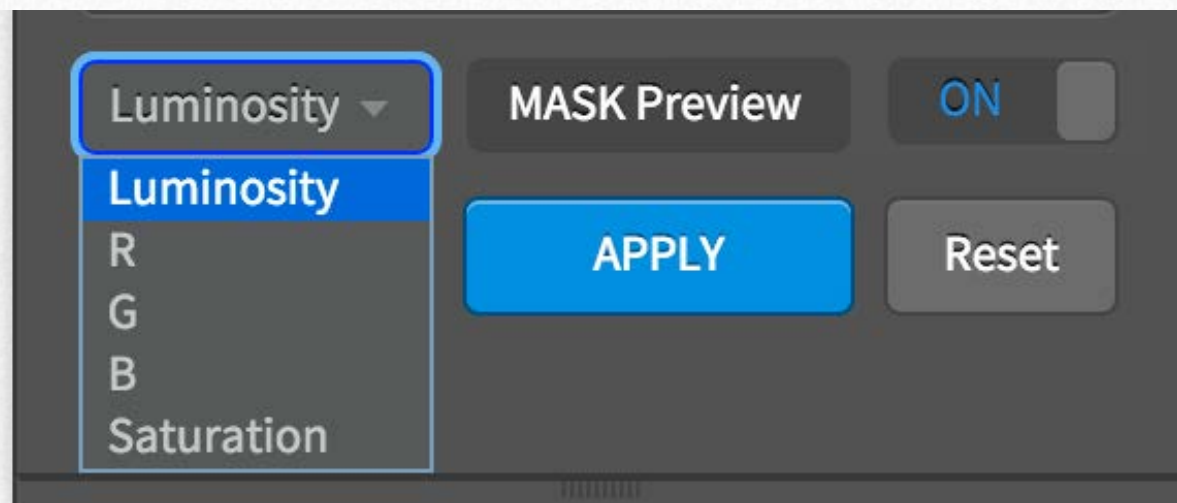 Luminosity
MASK Preview
ON
Luminosity
R
G
B
Saturation
APPLY
Reset